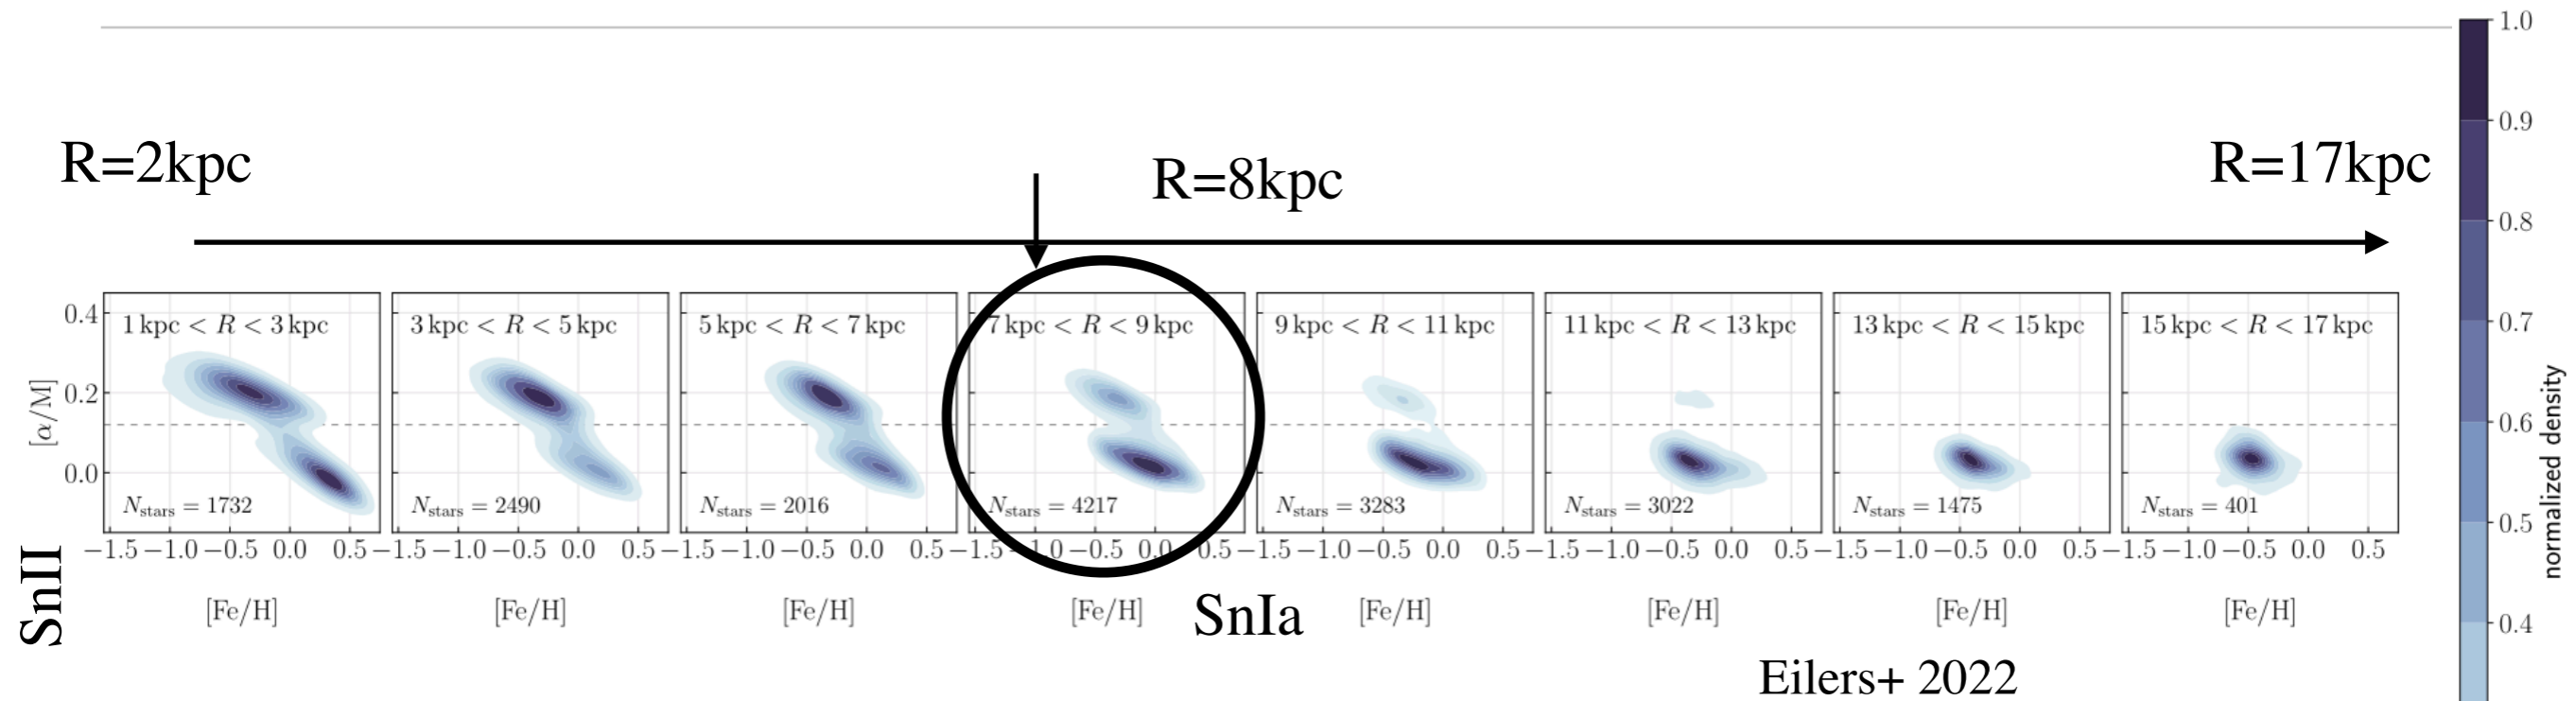 R=2kpc
R=8kpc
R=17kpc
1 kpc < R < 3 kpc
3 kpc < R < 5 kpc
5 kpc < R < 7 kpc
7 kpc < R < 9 kpc
9 kpc < R < 11 kpc
11 kpc < R < 13 kpc
13 kpc < R < 15 kpc
15 kpc < R < 17 kpc
[α/M]
0.4
0.2
0.0
N_stars = 1732
N_stars = 2490
N_stars = 2016
N_stars = 4217
N_stars = 3283
N_stars = 3022
N_stars = 1475
N_stars = 401
−1.5 −1.0 −0.5 0.0 0.5
−1.5 −1.0 −0.5 0.0 0.5
−1.5 −1.0 −0.5 0.0 0.5
−1.5 −1.0 −0.5 0.0 0.5
−1.5 −1.0 −0.5 0.0 0.5
−1.5 −1.0 −0.5 0.0 0.5
−1.5 −1.0 −0.5 0.0 0.5
−1.5 −1.0 −0.5 0.0 0.5
[Fe/H]
[Fe/H]
[Fe/H]
[Fe/H]
[Fe/H]
[Fe/H]
[Fe/H]
[Fe/H]
SnII
SnIa
Eilers+ 2022
1.0
0.9
0.8
0.7
0.6
0.5
0.4
normalized density